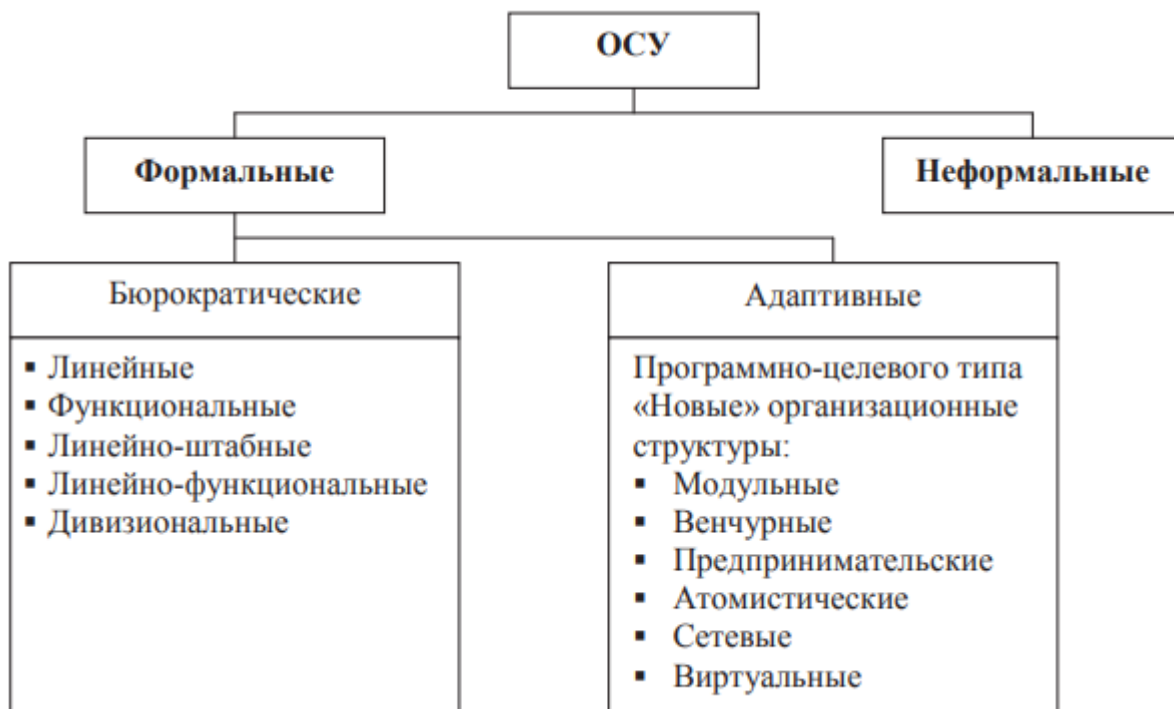 ОСУ
Формальные
Неформальные
Бюрократические
▪ Линейные
▪ Функциональные
▪ Линейно-штабные
▪ Линейно-функциональные
▪ Дивизиональные
Адаптивные
Программно-целевого типа
«Новые» организационные
структуры:
▪ Модульные
▪ Венчурные
▪ Предпринимательские
▪ Атомистические
▪ Сетевые
▪ Виртуальные